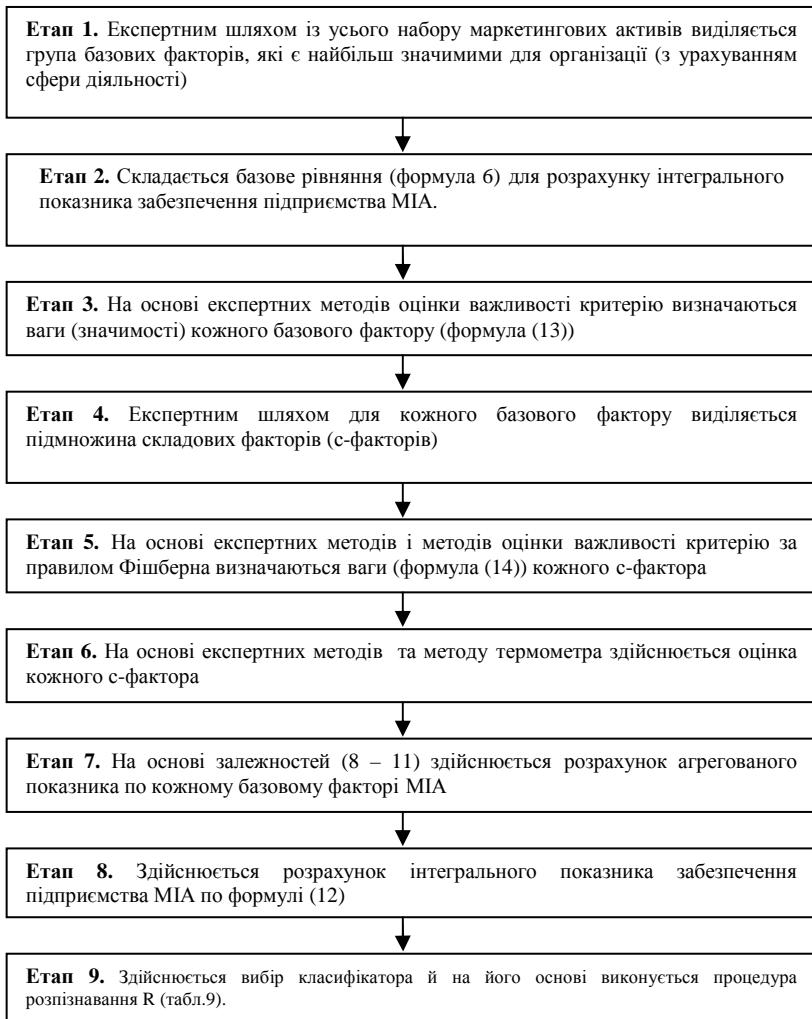 Етап 1. Експертним шляхом із усього набору маркетингових активів виділяється
група базових факторів, які є найбільш значимими для організації (з урахуванням
сфери діяльності)
Етап 2. Складається базове рівняння (формула 6) для розрахунку інтегрального
показника забезпечення підприємства МІА.
Етап 3. На основі експертних методів оцінки важливості критерію визначаються
ваги (значимості) кожного базового фактору (формула (13))
Етап 4. Експертним шляхом для кожного базового фактору виділяється
підмножина складових факторів (с-факторів)
Етап 5. На основі експертних методів і методів оцінки важливості критерію за
правилом Фішберна визначаються ваги (формула (14)) кожного с-фактора
Етап 6. На основі експертних методів та методу термометра здійснюється оцінка
кожного с-фактора
Етап 7. На основі залежностей (8 – 11) здійснюється розрахунок агрегованого
показника по кожному базовому факторі МІА
Етап 8. Здійснюється розрахунок інтегрального показника забезпечення
підприємства МІА по формулі (12)
Етап 9. Здійснюється вибір класифікатора й на його основі виконується процедура
розпізнавання R (табл.9).